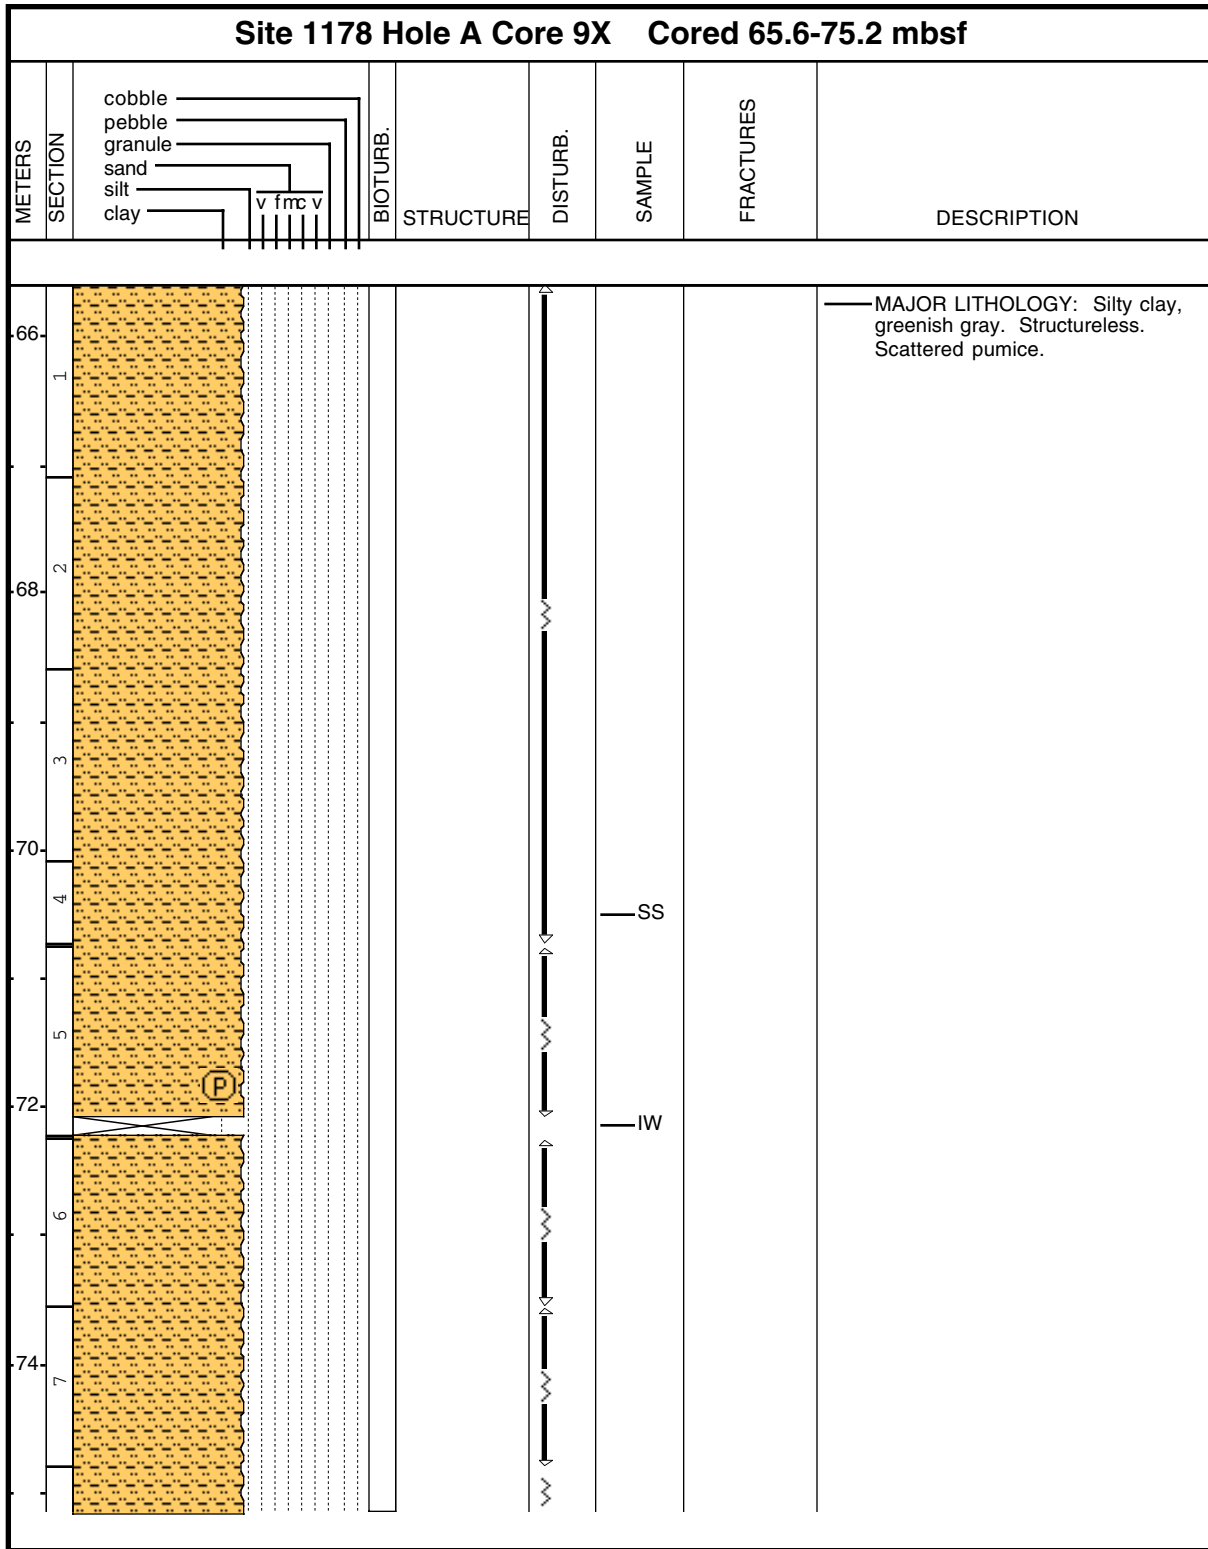 Site 1178 Hole A Core 9X Cored 65.6-75.2 mbsf
METERS
SECTION
cobble
pebble
granule
sand
silt
clay
v f m c v
BIOTURB.
STRUCTURE
DISTURB.
SAMPLE
FRACTURES
DESCRIPTION
MAJOR LITHOLOGY: Silty clay,
greenish gray. Structureless.
Scattered pumice.
66
1
2
68
3
70
4
SS
5
P
72
IW
6
74
7